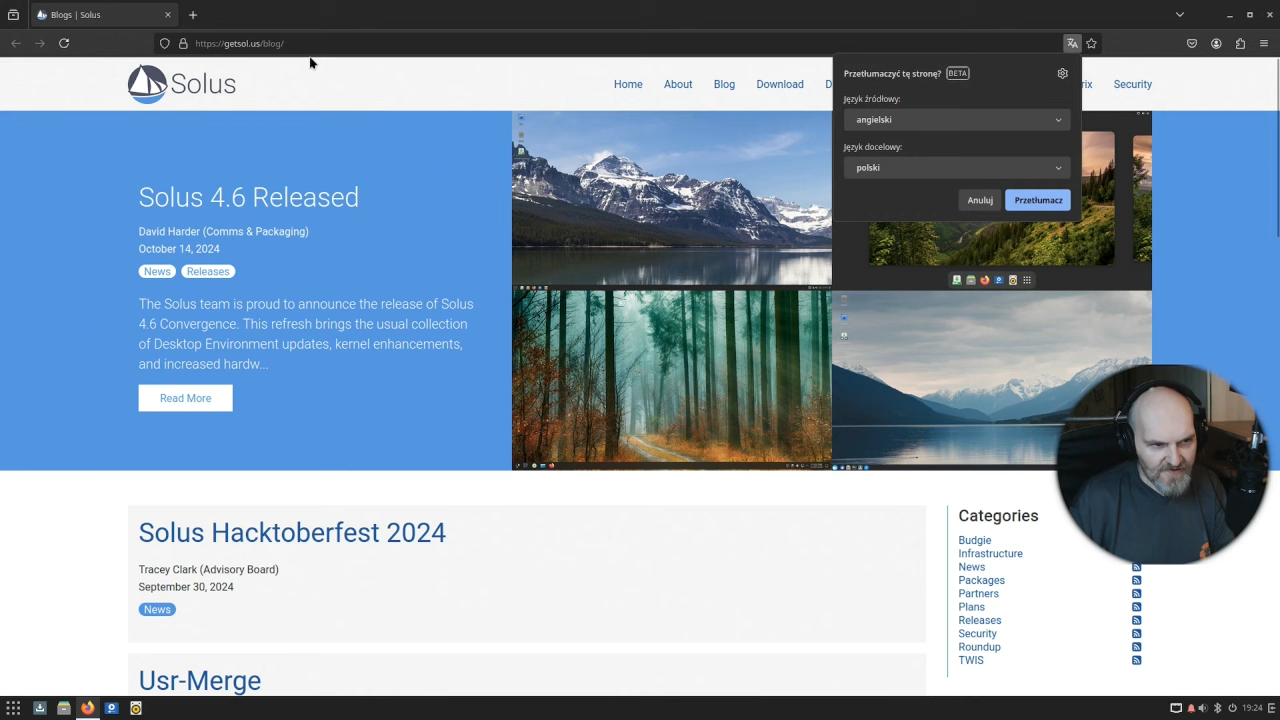 Blogs | Solus
https://getsol.us/blog/
Solus
Home
About
Blog
Download
D
rix
Security
Przetłumaczyć tę stronę? BETA
Język źródłowy:
angielski
Język docelowy:
polski
Anuluj
Przetłumacz
Solus 4.6 Released
David Harder (Comms & Packaging)
October 14, 2024
News
Releases
The Solus team is proud to announce the release of Solus
4.6 Convergence. This refresh brings the usual collection
of Desktop Environment updates, kernel enhancements,
and increased hardw...
Read More
Solus Hacktoberfest 2024
Tracey Clark (Advisory Board)
September 30, 2024
News
Usr-Merge
Categories
Budgie
Infrastructure
News
Packages
Partners
Plans
Releases
Security
Roundup
TWIS
19:24